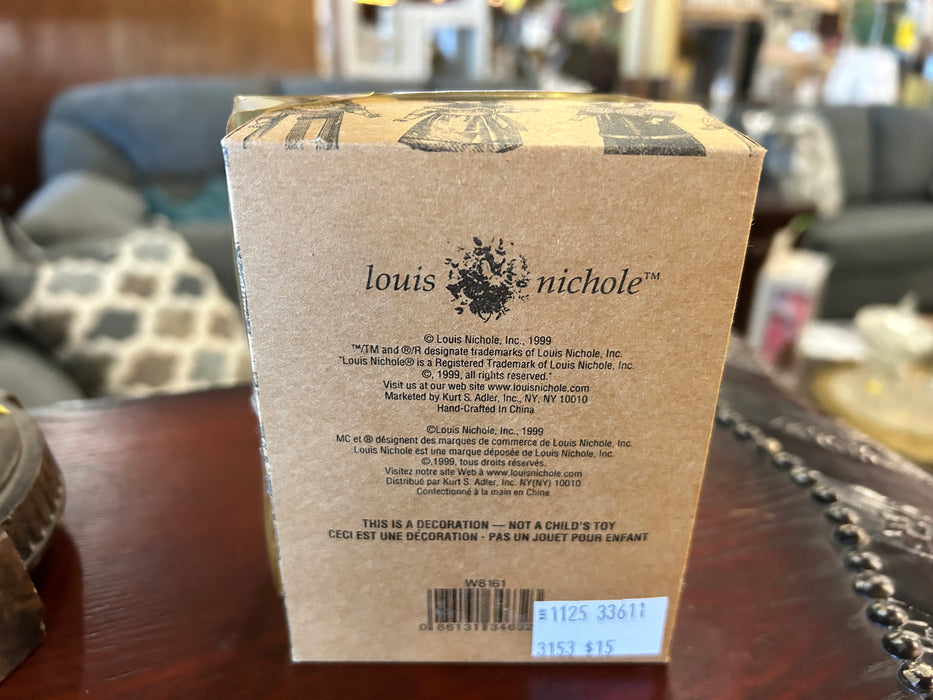 louis nichole™
© Louis Nichole, Inc., 1999
™/TM and ®/R designate trademarks of Louis Nichole, Inc.
"Louis Nichole® is a Registered Trademark of Louis Nichole, Inc.
©, 1999, all rights reserved."
Visit us at our web site www.louisnichole.com
Marketed by Kurt S. Adler, Inc., NY, NY 10010
Hand-Crafted In China
©Louis Nichole, Inc., 1999
MC et ® désignent des marques de commerce de Louis Nichole, Inc.
Louis Nichole est une marque déposée de Louis Nichole, Inc.
©,1999, tous droits réservés.
Visitez notre site Web à www.louisnichole.com
Distribué par Kurt S. Adler, Inc. NY(NY) 10010
Confectionné à la main en China
THIS IS A DECORATION — NOT A CHILD'S TOY
CECI EST UNE DÉCORATION - PAS UN JOUET POUR ENFANT
W8161
0 86131 34632
1125 33611
3153 $15